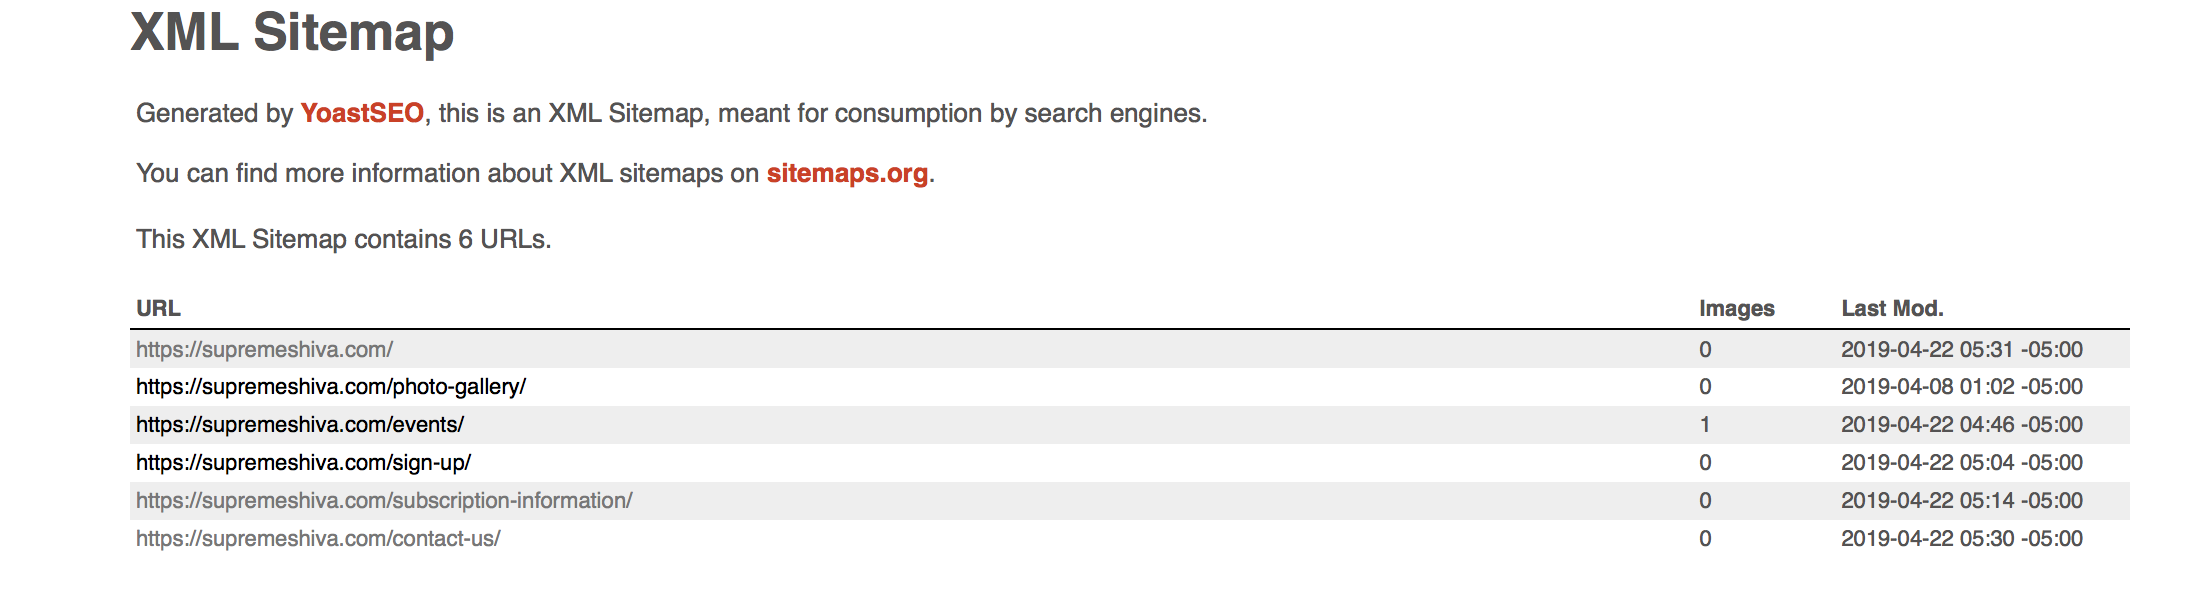 XML Sitemap
Generated by YoastSEO, this is an XML Sitemap, meant for consumption by search engines.
You can find more information about XML sitemaps on sitemaps.org.
This XML Sitemap contains 6 URLs.
URL Images Last Mod.
https://supremeshiva.com/ 0 2019-04-22 05:31 -05:00
https://supremeshiva.com/photo-gallery/ 0 2019-04-08 01:02 -05:00
https://supremeshiva.com/events/ 1 2019-04-22 04:46 -05:00
https://supremeshiva.com/sign-up/ 0 2019-04-22 05:04 -05:00
https://supremeshiva.com/subscription-information/ 0 2019-04-22 05:14 -05:00
https://supremeshiva.com/contact-us/ 0 2019-04-22 05:30 -05:00